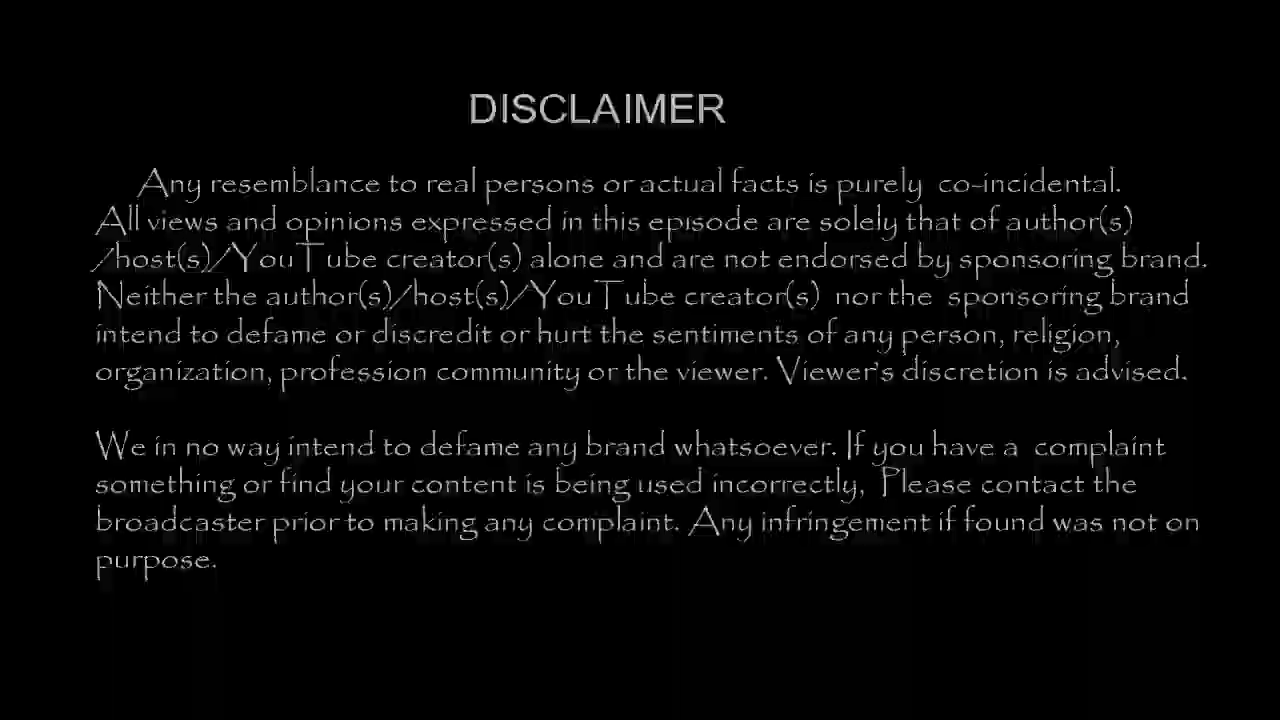 DISCLAIMER
Any resemblance to real persons or actual facts is purely co-incidental.
All views and opinions expressed in this episode are solely that of author(s)
/host(s)/YouTube creator(s) alone and are not endorsed by sponsoring brand.
Neither the author(s)/host(s)/YouTube creator(s) nor the sponsoring brand
intend to defame or discredit or hurt the sentiments of any person, religion,
organization, profession community or the viewer. Viewer's discretion is advised.
We in no way intend to defame any brand whatsoever. If you have a complaint
something or find your content is being used incorrectly, Please contact the
broadcaster prior to making any complaint. Any infringement if found was not on
purpose.